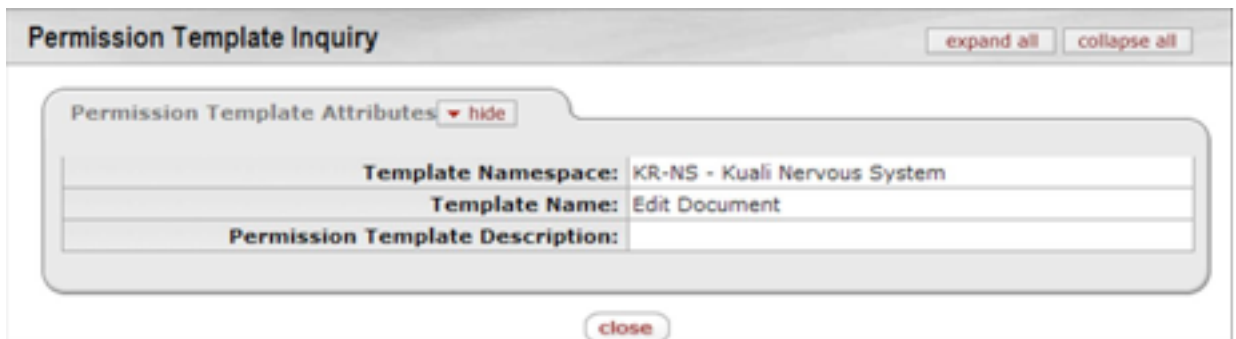 Permission Template Inquiry expand all collapse all
Permission Template Attributes hide
Template Namespace: KR-NS - Kuali Nervous System
Template Name: Edit Document
Permission Template Description:
close